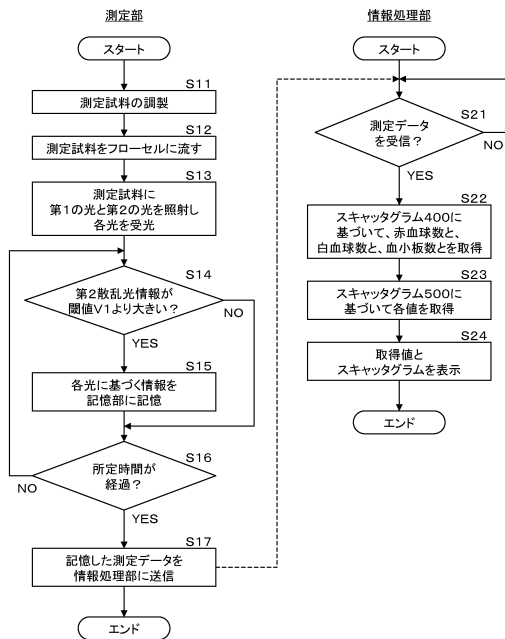 測定部
スタート
S11
測定試料の調製
S12
測定試料をフローセルに流す
S13
測定試料に
第1の光と第2の光を照射し
各光を受光
S14
第2散乱光情報が
閾値V1より大きい？
NO
YES
S15
各光に基づく情報を
記憶部に記憶
S16
所定時間が
経過？
NO
YES
S17
記憶した測定データを
情報処理部に送信
エンド
情報処理部
スタート
S21
測定データ
を受信？
NO
YES
S22
スキャッタグラム400に
基づいて、赤血球数と、
白血球数と、血小板数とを取得
S23
スキャッタグラム500に
基づいて各値を取得
S24
取得値と
スキャッタグラムを表示
エンド